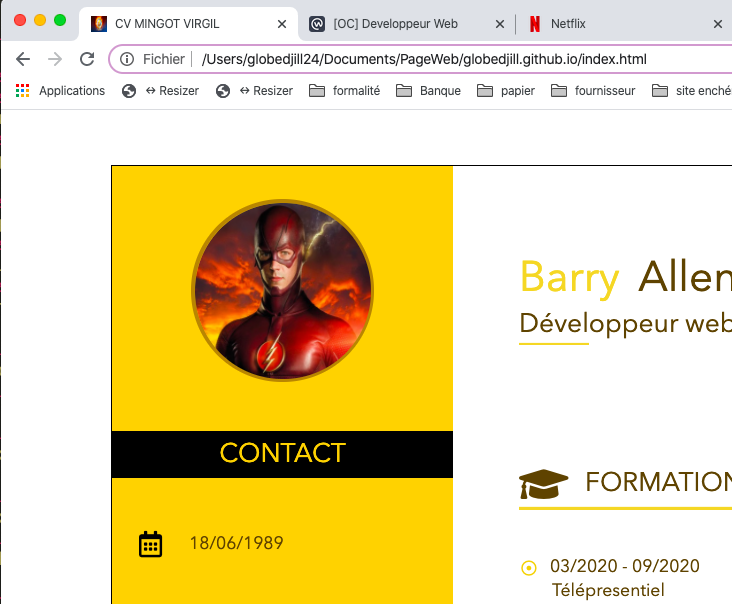 CV MINGOT VIRGIL
[OC] Developpeur Web
Netflix
Fichier
/Users/globedjill24/Documents/PageWeb/globedjill.github.io/index.html
Applications
↔ Resizer
↔ Resizer
formalité
Banque
papier
fournisseur
site enché
Barry Allen
Développeur web
CONTACT
FORMATION
18/06/1989
03/2020 - 09/2020
Télépresentiel